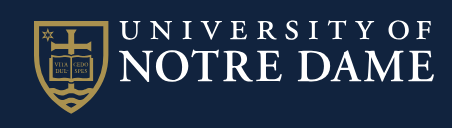 UNIVERSITY OF
NOTRE DAME
VITA CEDO
DUL SPES